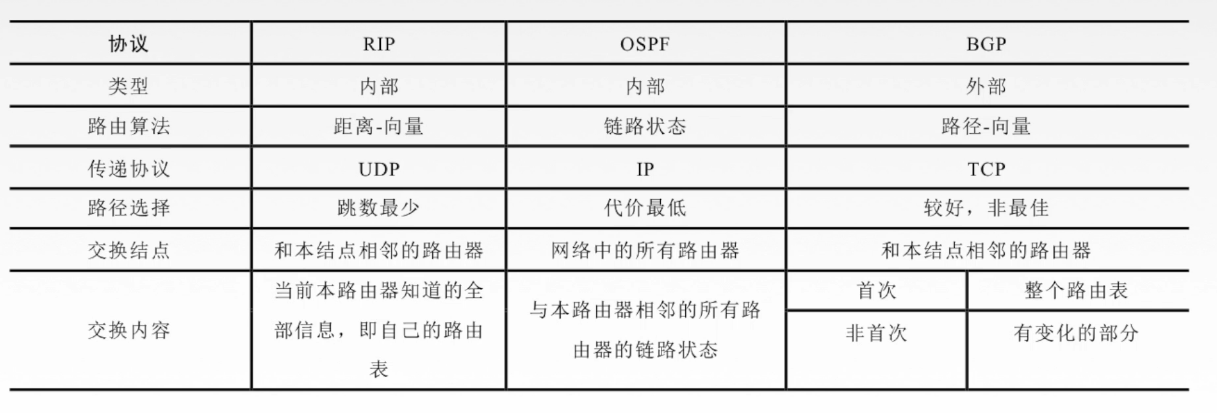 协议 RIP OSPF BGP
类型 内部 内部 外部
路由算法 距离-向量 链路状态 路径-向量
传递协议 UDP IP TCP
路径选择 跳数最少 代价最低 较好，非最佳
交换结点 和本结点相邻的路由器 网络中的所有路由器 和本结点相邻的路由器
交换内容
当前本路由器知道的全
部信息，即自己的路由
表
与本路由器相邻的所有路
由器的链路状态
首次 整个路由表
非首次 有变化的部分